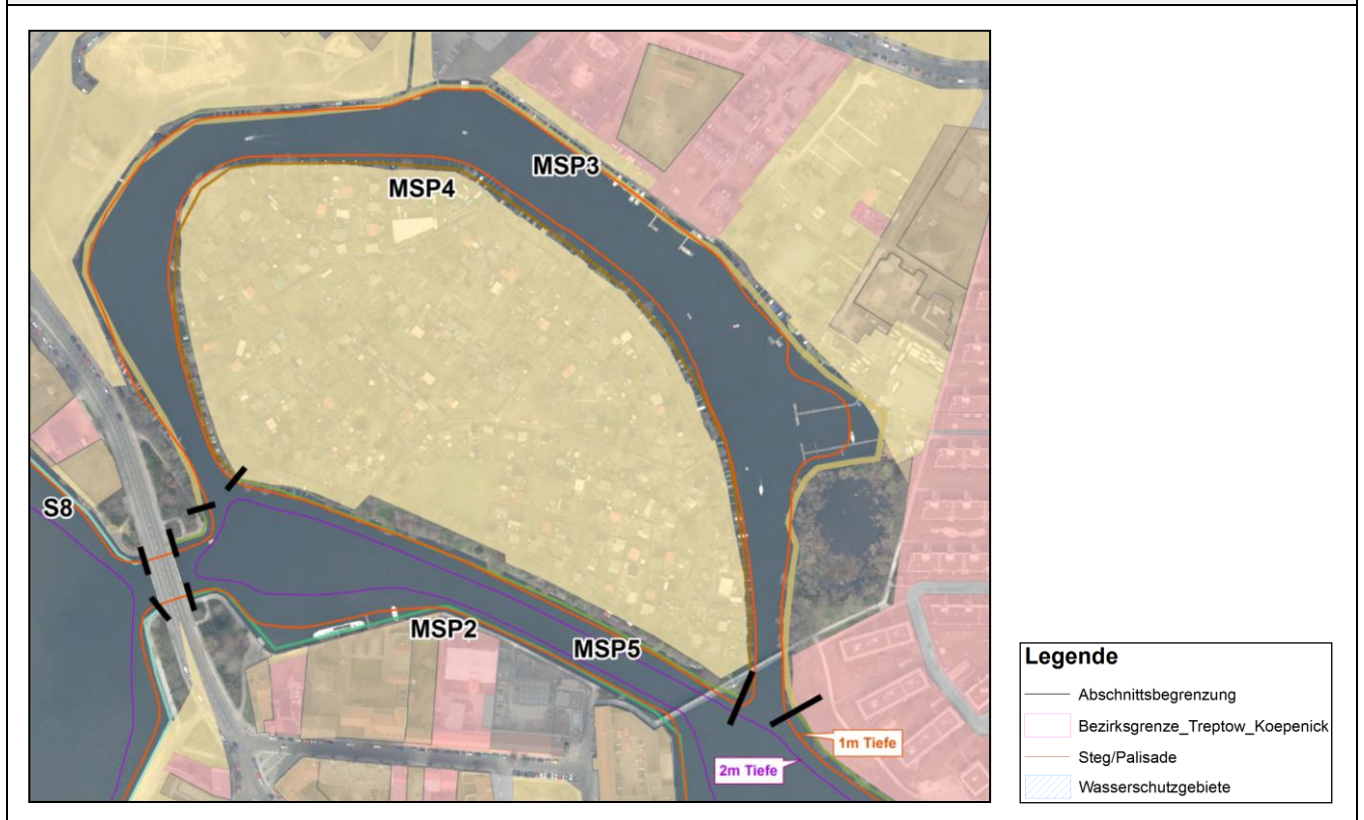 MSP3
MSP4
S8
MSP2
MSP5
1m Tiefe
2m Tiefe
Legende
Abschnittsbegrenzung
Bezirksgrenze_Treptow_Koepenick
Steg/Palisade
Wasserschutzgebiete